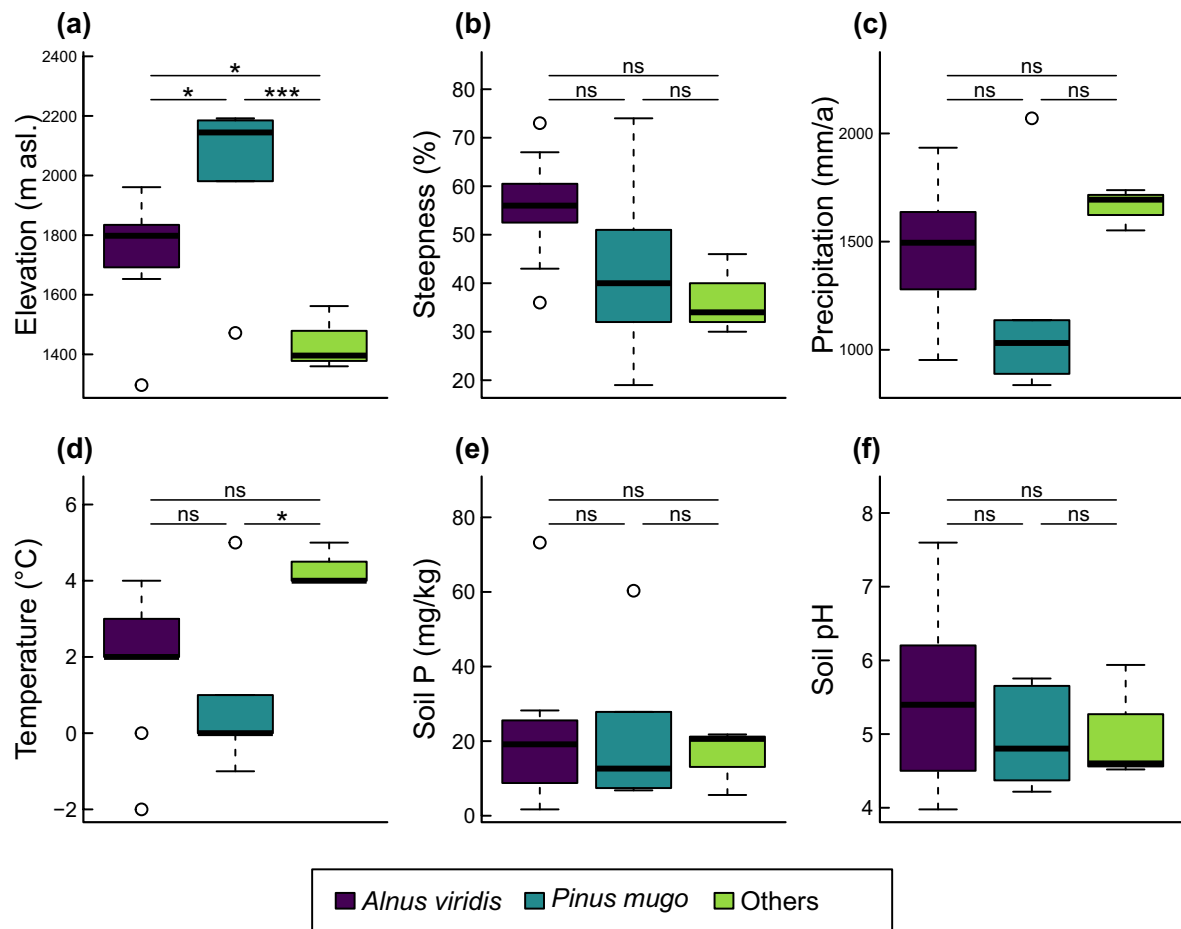 (a)
Elevation (m asl.)
2400
2200
2000
1800
1600
1400
*
* ***
(b)
Steepness (%)
80
70
60
50
40
30
20
ns
ns ns
(c)
Precipitation (mm/a)
2000
1500
1000
ns
ns ns
(d)
Temperature (°C)
6
4
2
0
−2
ns
ns *
(e)
Soil P (mg/kg)
80
60
40
20
0
ns
ns ns
(f)
Soil pH
8
7
6
5
4
ns
ns ns
Alnus viridis Pinus mugo Others